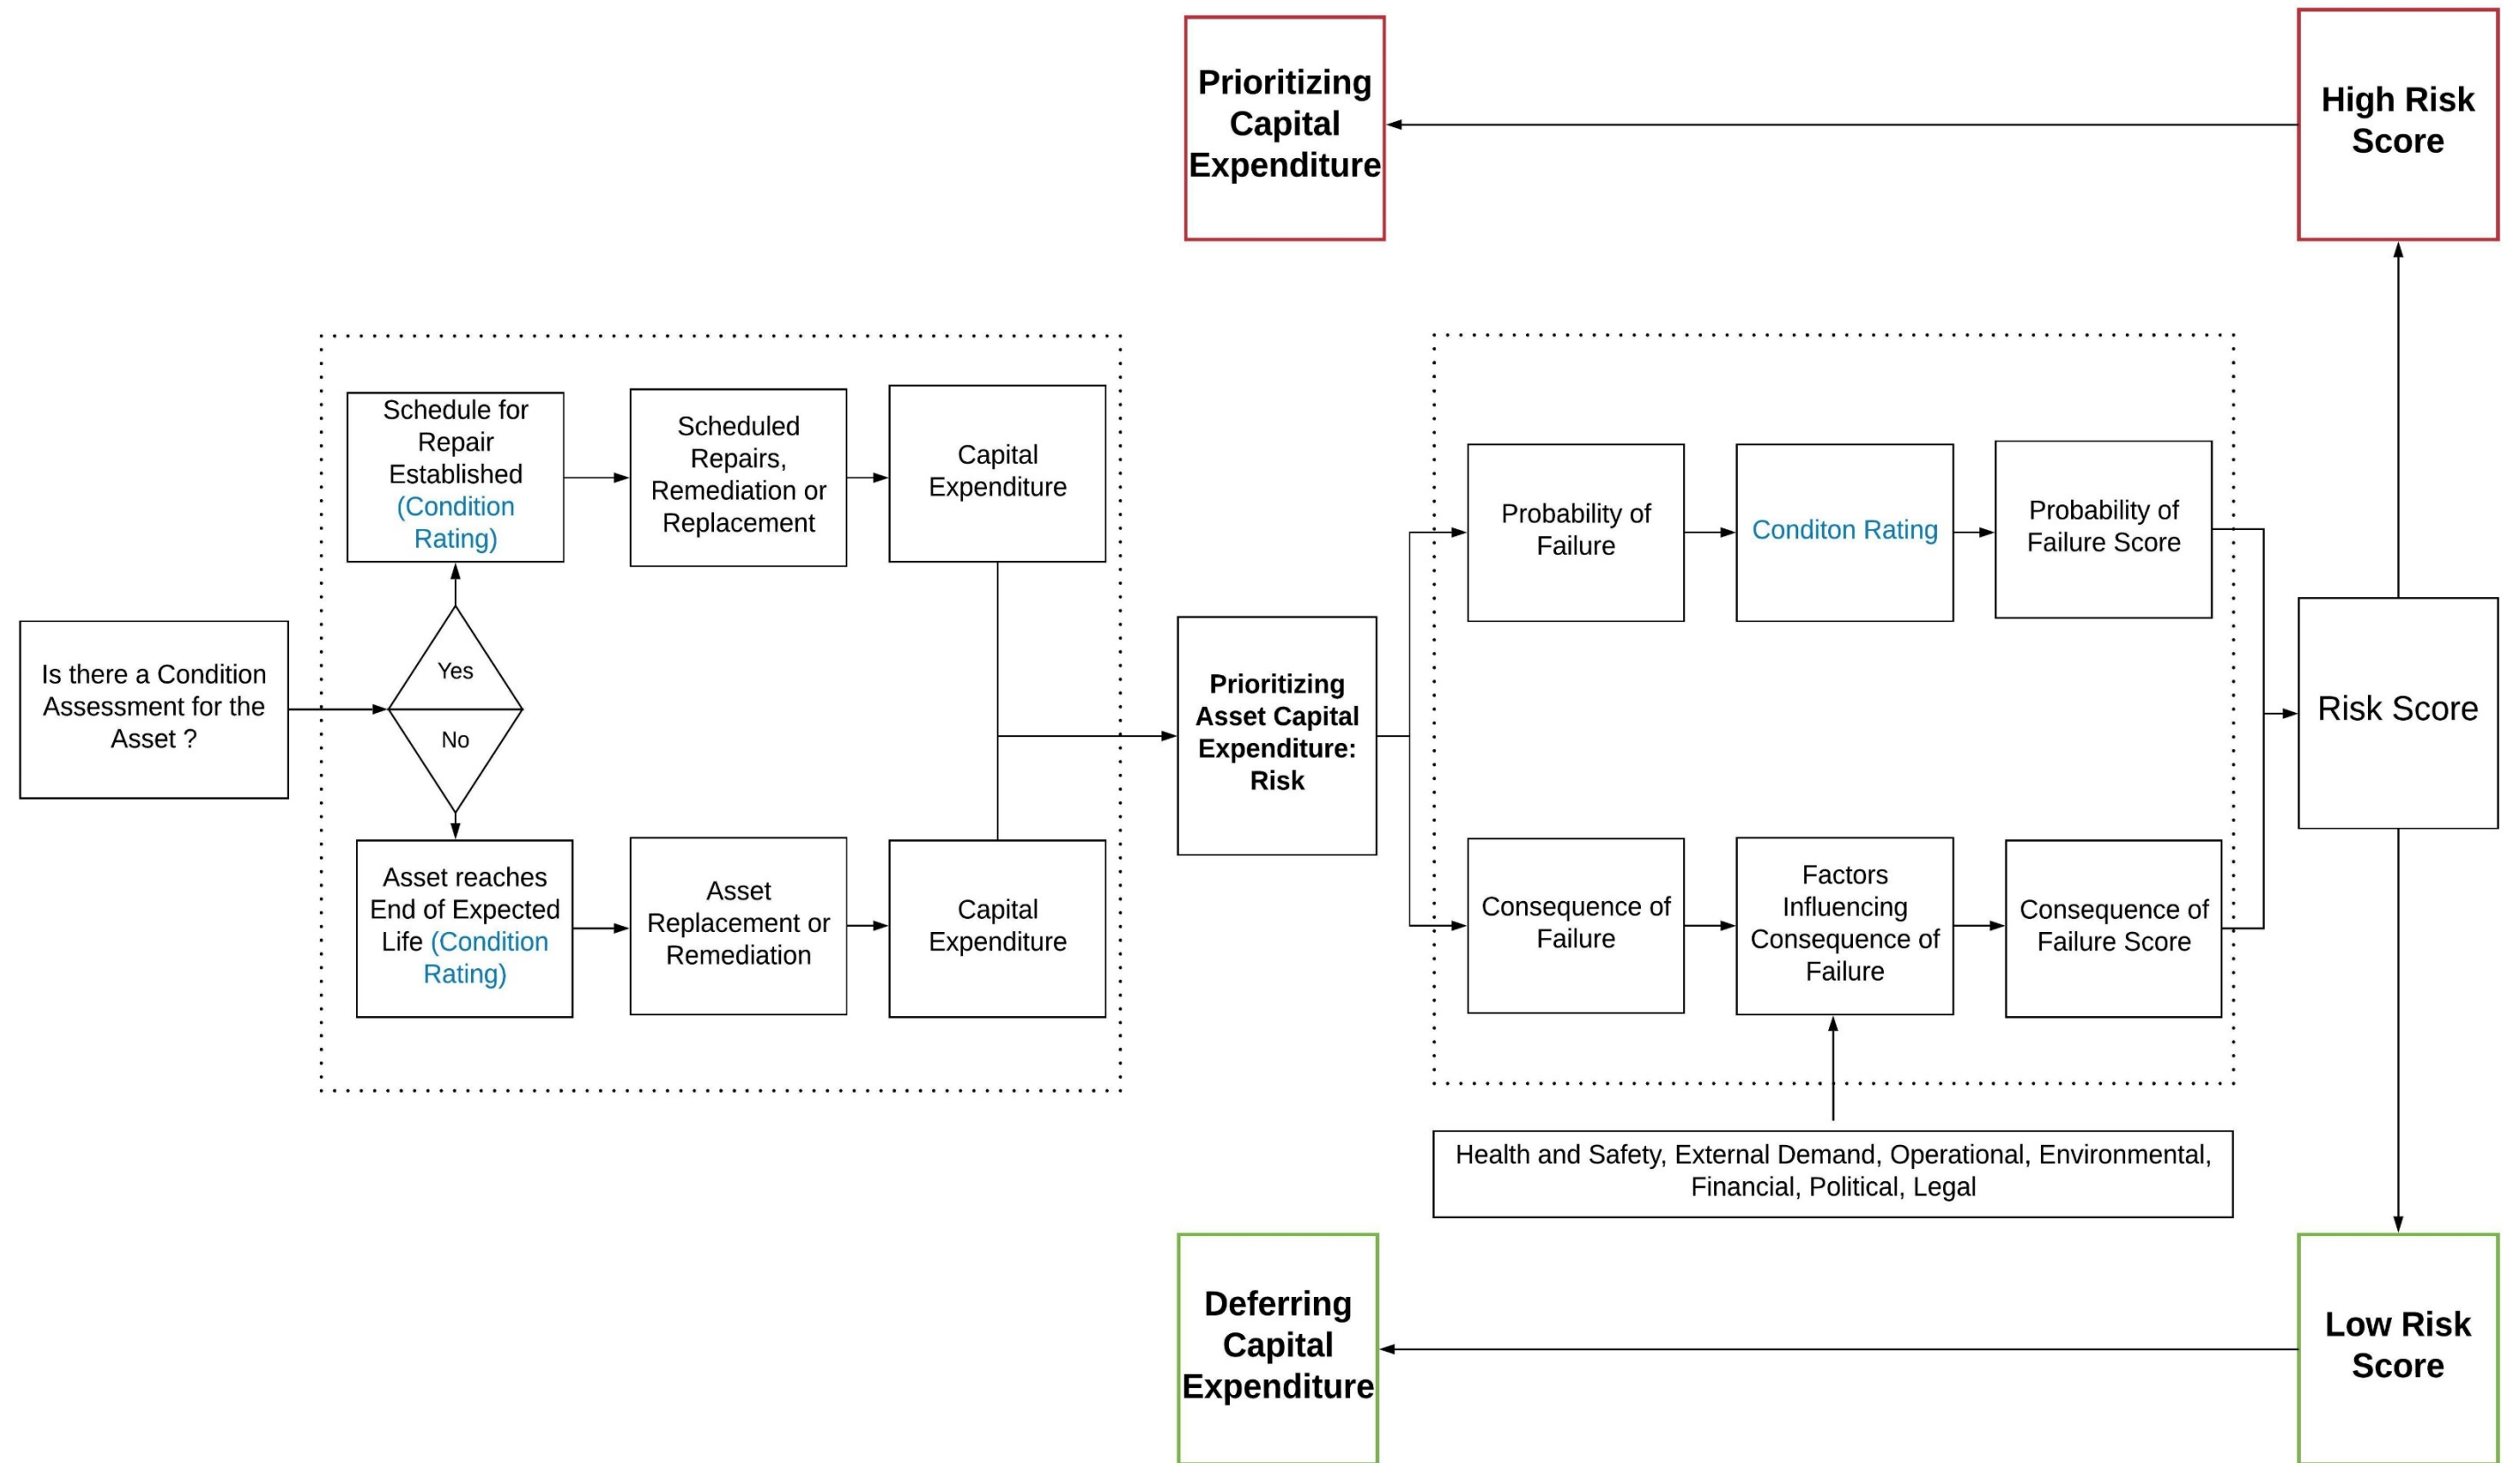 Prioritizing
Capital
Expenditure
High Risk
Score
Schedule for
Repair
Established
(Condition
Rating)
Scheduled
Repairs,
Remediation or
Replacement
Capital
Expenditure
Probability of
Failure
Conditon Rating
Probability of
Failure Score
Is there a Condition
Assessment for the
Asset ?
Yes
No
Prioritizing
Asset Capital
Expenditure:
Risk
Risk Score
Asset reaches
End of Expected
Life (Condition
Rating)
Asset
Replacement or
Remediation
Capital
Expenditure
Consequence of
Failure
Factors
Influencing
Consequence of
Failure
Consequence of
Failure Score
Health and Safety, External Demand, Operational, Environmental,
Financial, Political, Legal
Deferring
Capital
Expenditure
Low Risk
Score